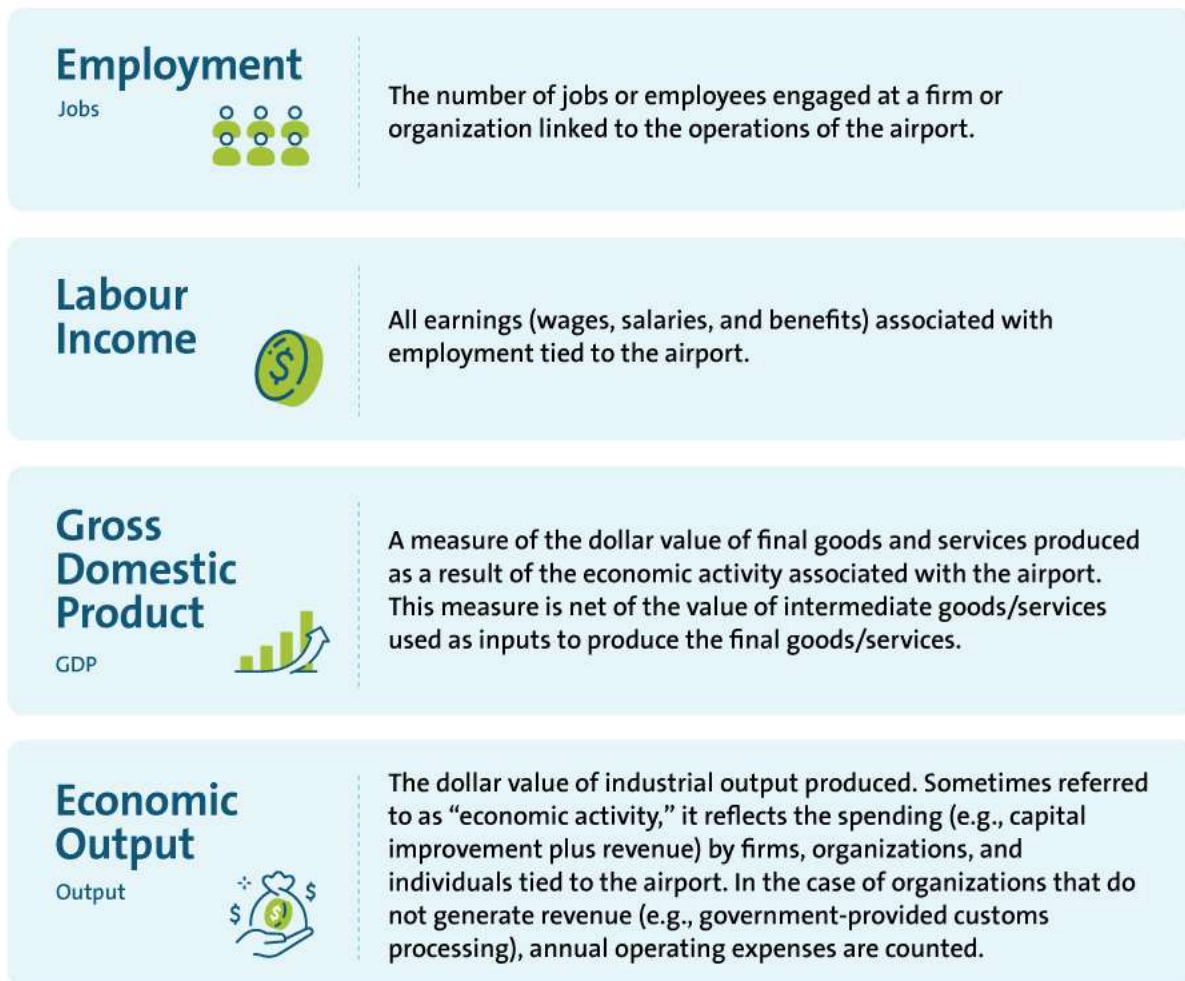 Employment
Jobs
The number of jobs or employees engaged at a firm or
organization linked to the operations of the airport.
Labour
Income
$
All earnings (wages, salaries, and benefits) associated with
employment tied to the airport.
Gross
Domestic
Product
GDP
A measure of the dollar value of final goods and services produced
as a result of the economic activity associated with the airport.
This measure is net of the value of intermediate goods/services
used as inputs to produce the final goods/services.
Economic
Output
Output
$ $ $
The dollar value of industrial output produced. Sometimes referred
to as “economic activity,” it reflects the spending (e.g., capital
improvement plus revenue) by firms, organizations, and
individuals tied to the airport. In the case of organizations that do
not generate revenue (e.g., government-provided customs
processing), annual operating expenses are counted.